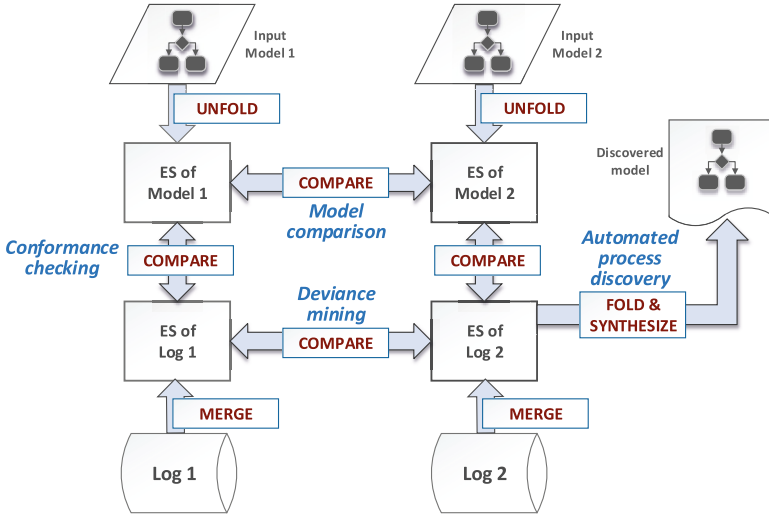 Input
Model 1
Input
Model 2
UNFOLD
UNFOLD
ES of
Model 1
COMPARE
ES of
Model 2
Discovered
model
Model
comparison
Conformance
checking
COMPARE
COMPARE
Automated
process
discovery
Deviance
mining
ES of
Log 1
COMPARE
ES of
Log 2
FOLD &
SYNTHESIZE
MERGE
MERGE
Log 1
Log 2